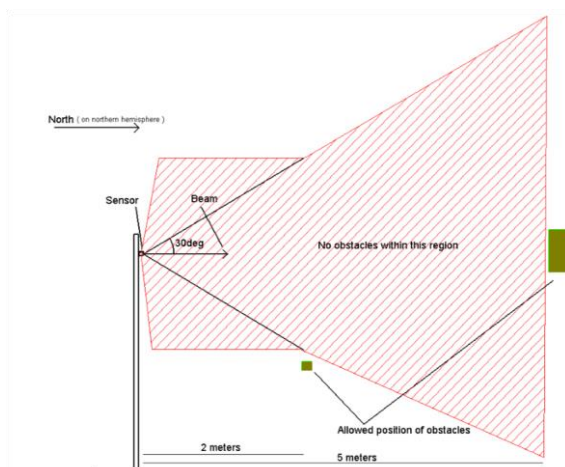 North ( on northern hemisphere )
Sensor
Beam
30deg
No obstacles within this region
Allowed position of obstacles
2 meters
5 meters